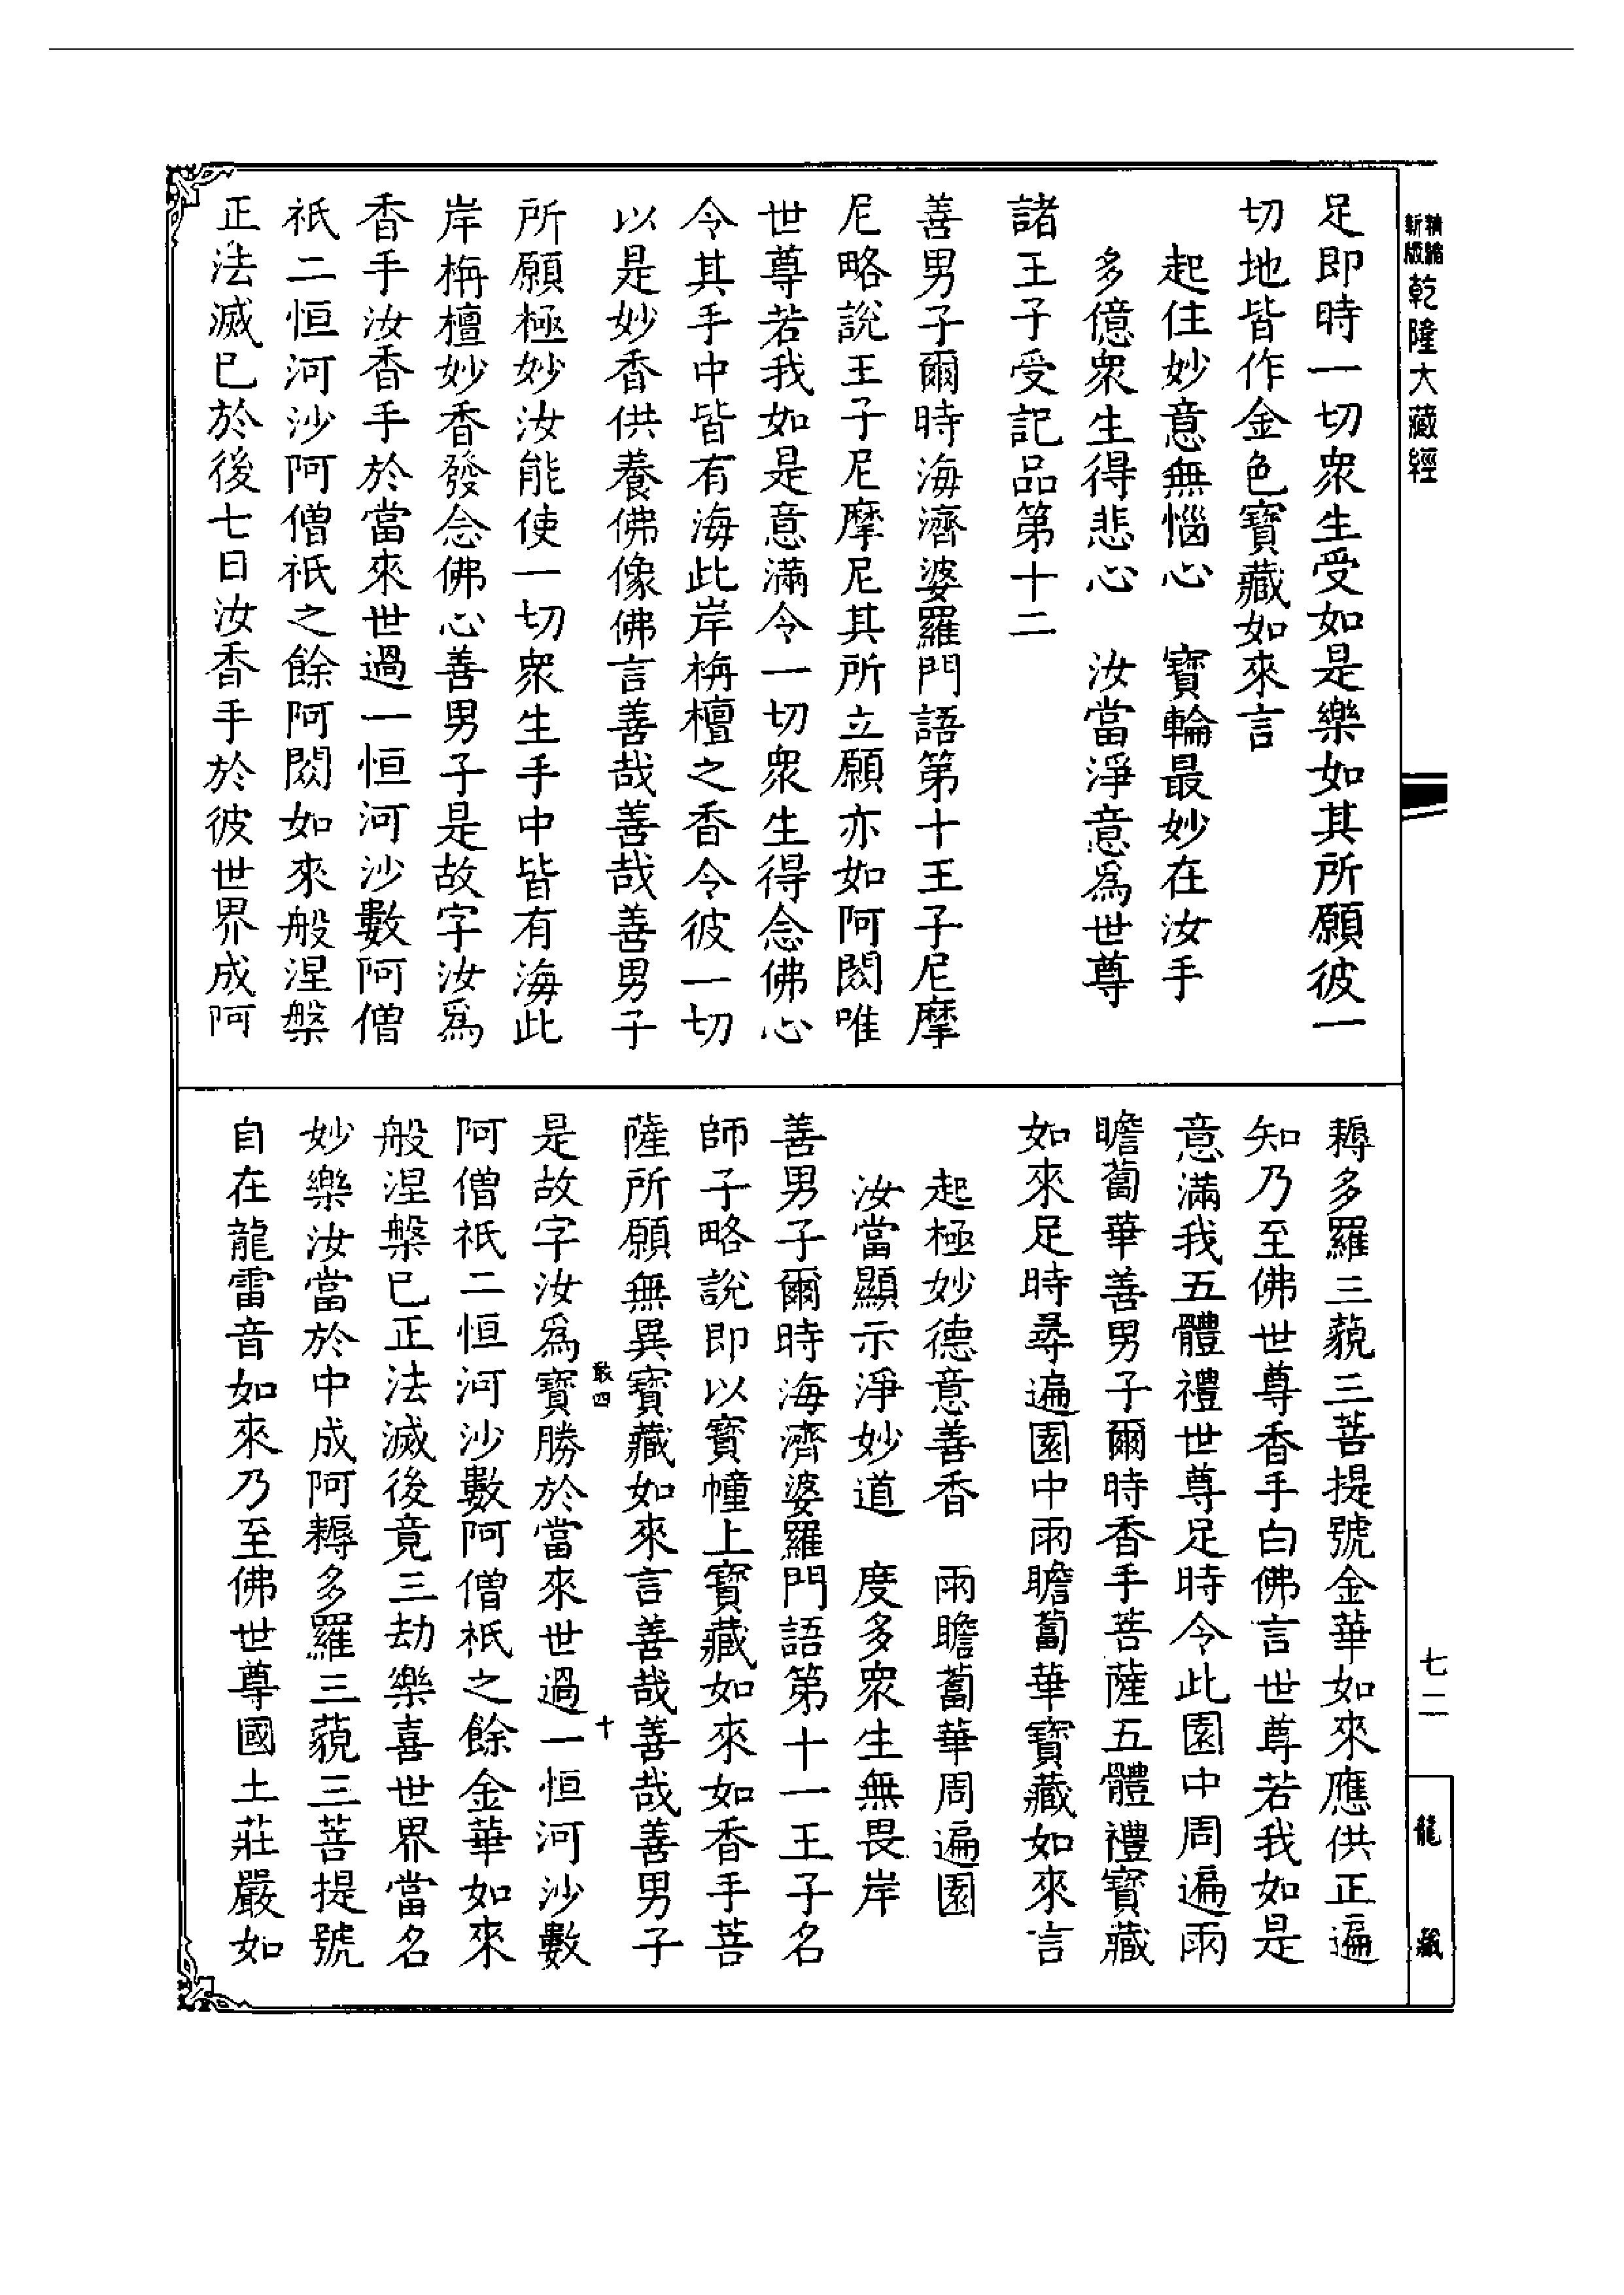 精縮新版乾隆大藏經
足即時一切衆生受如是樂如其所願彼一
切地皆作金色寶藏如來言
起住妙意無惱心　寶輪最妙在汝手
多億衆生得悲心　汝當淨意爲世尊
諸王子受記品第十二
善男子爾時海濟婆羅門語第十王子尼摩
尼略說王子尼摩尼其所立願亦如阿閦唯
世尊若我如是意滿令一切衆生得念佛心
令其手中皆有海此岸栴檀之香令彼一切
以是妙香供養佛像佛言善哉善哉善男子
所願極妙汝能使一切衆生手中皆有海此
岸栴檀妙香發念佛心善男子是故字汝爲
香手汝香手於當來世過一恒河沙數阿僧
祇二恒河沙阿僧祇之餘阿閦如來般涅槃
正法滅已於後七日汝香手於彼世界成阿
耨多羅三藐三菩提號金華如來應供正遍
知乃至佛世尊香手白佛言世尊若我如是
意滿我五體禮世尊足時令此園中周遍雨
瞻蔔華善男子爾時香手菩薩五體禮寶藏
如來足時尋遍園中雨瞻蔔華寶藏如來言
起極妙德意善香　雨瞻蔔華周遍園
汝當顯示淨妙道　度多衆生無畏岸
善男子爾時海濟婆羅門語第十一王子名
師子略說即以寶幢上寶藏如來如香手菩
薩所願無異寶藏如來言善哉善哉善男子
四　十
是故字汝爲寶勝於當來世過一恒河沙數
阿僧祇二恒河沙數阿僧祇之餘金華如來
般涅槃已正法滅後竟三劫樂喜世界當名
妙樂汝當於中成阿耨多羅三藐三菩提號
自在龍雷音如來乃至佛世尊國土莊嚴如
七二
龍藏